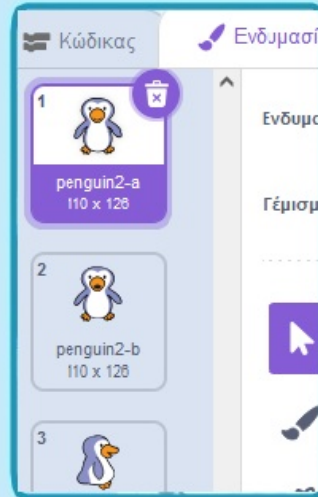 Κώδικας
Ενδυμασί
1
penguin2-a
110 x 126
Ενδυμα
Γέμισμ
2
penguin2-b
110 x 126
3